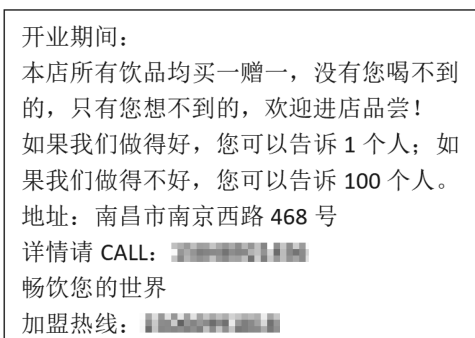 开业期间：
本店所有饮品均买一赠一，没有您喝不到
的，只有您想不到的，欢迎进店品尝！
如果我们做得好，您可以告诉 1 个人；如
果我们做得不好，您可以告诉 100 个人。
地址：南昌市南京西路 468 号
详情请 CALL：
畅饮您的世界
加盟热线：